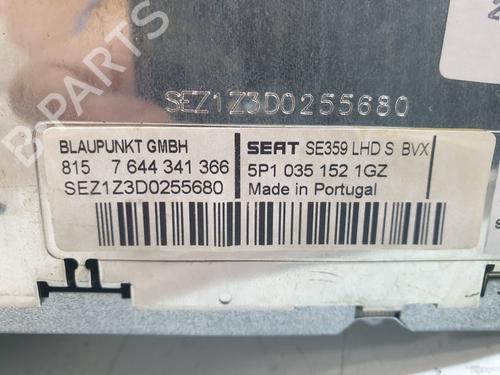 SEZ1Z3D0255680
BLAUPUNKT GMBH
815 7 644 341 366
SEZ1Z3D0255680
SEAT SE359 LHD S BVX
5P1 035 152 1GZ
Made in Portugal
B-PARTS